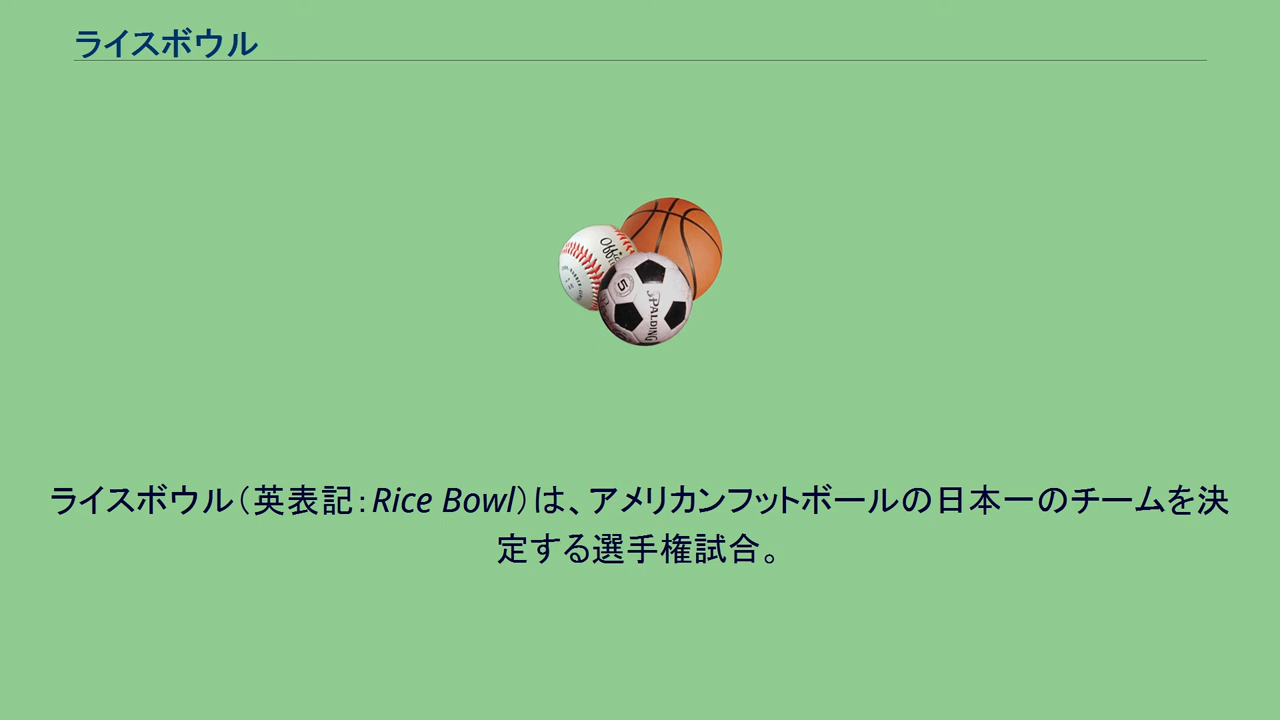 ライスボウル
Official
5
SPALDING
ライスボウル（英表記：Rice Bowl）は、アメリカンフットボールの日本一のチームを決
定する選手権試合。